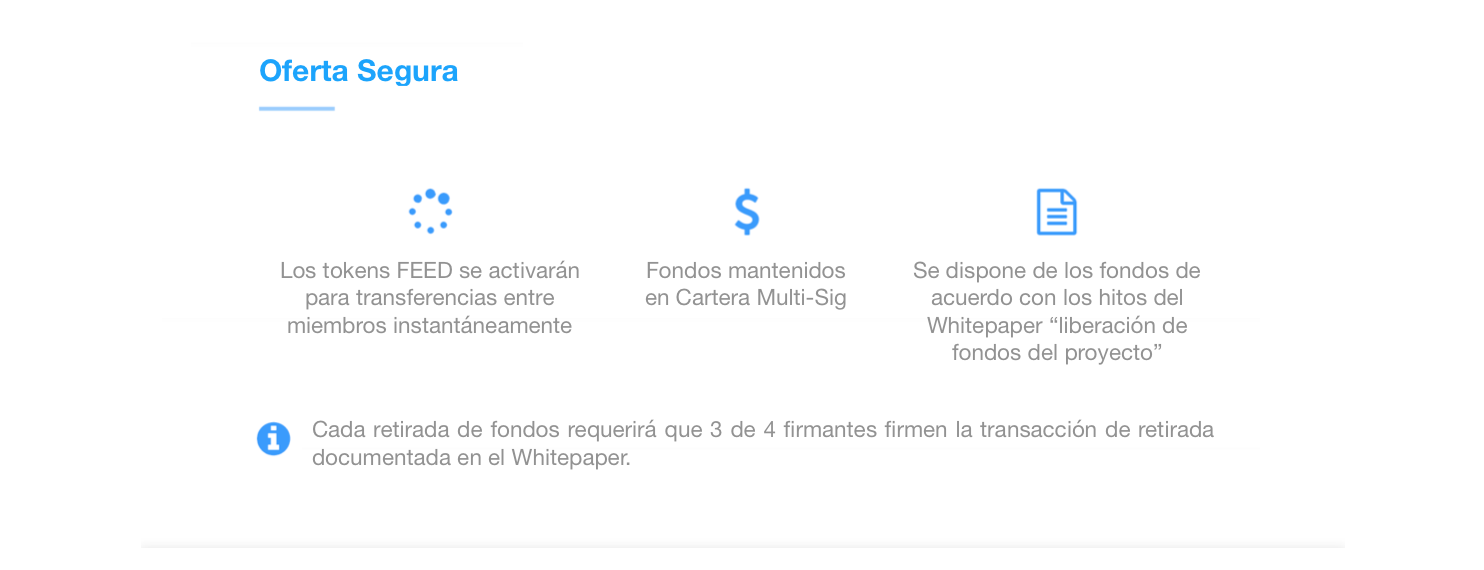 Oferta Segura
Los tokens FEED se activarán
para transferencias entre
miembros instantáneamente
Fondos mantenidos
en Cartera Multi-Sig
Se dispone de los fondos de
acuerdo con los hitos del
Whitepaper “liberación de
fondos del proyecto”
Cada retirada de fondos requerirá que 3 de 4 firmantes firmen la transacción de retirada
documentada en el Whitepaper.